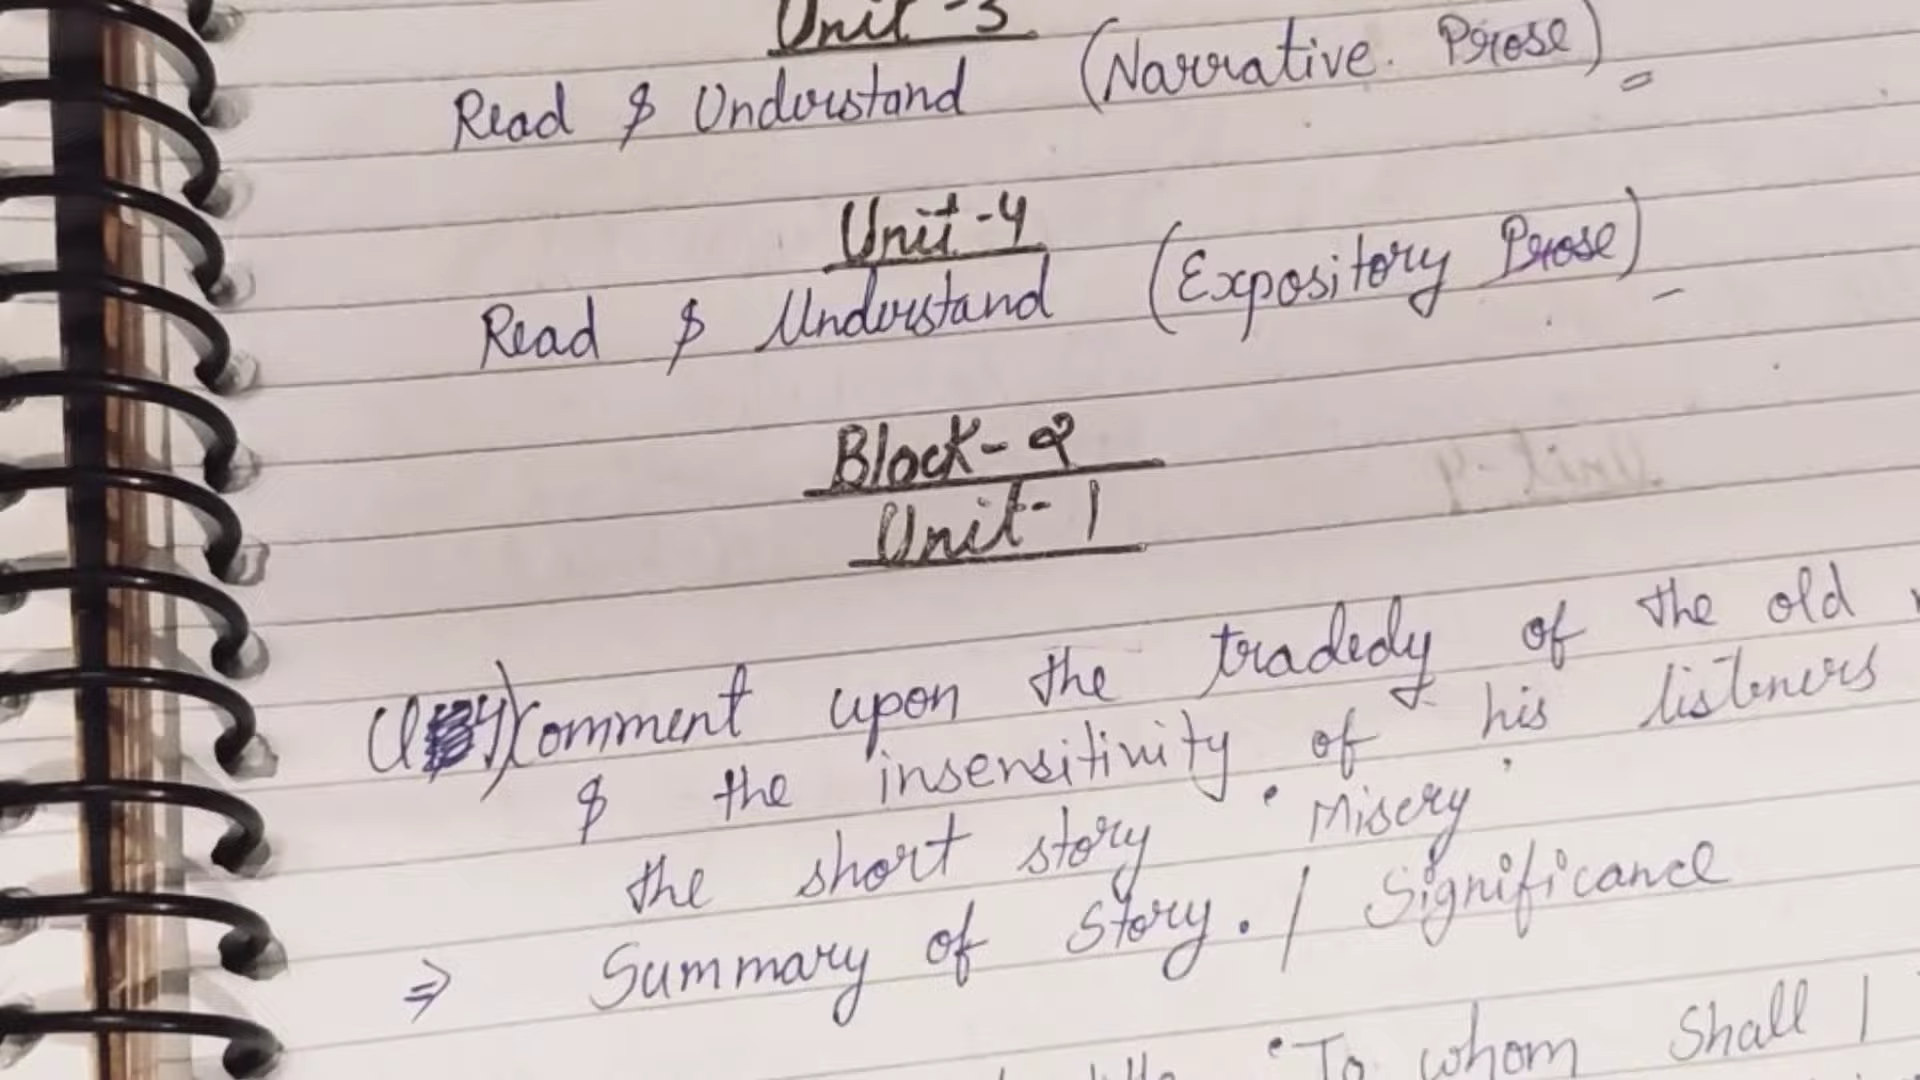 Unit-3
Read & Understand (Narrative. Prose)
Unit-4
Read & Understand (Expository Prose)
Block-2
Unit-1
Comment upon the tradedy of the old
& the insensitivity of his listeners
the short story 'Misery'
⇒ Summary of Story. / Significance
"To whom Shall I